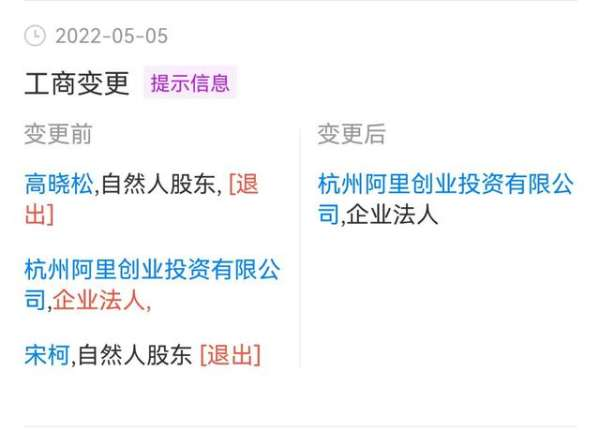 2022-05-05
工商变更 提示信息
变更前
高晓松,自然人股东, [退
出]
杭州阿里创业投资有限公
司,企业法人,
宋柯,自然人股东 [退出]
变更后
杭州阿里创业投资有限公
司,企业法人